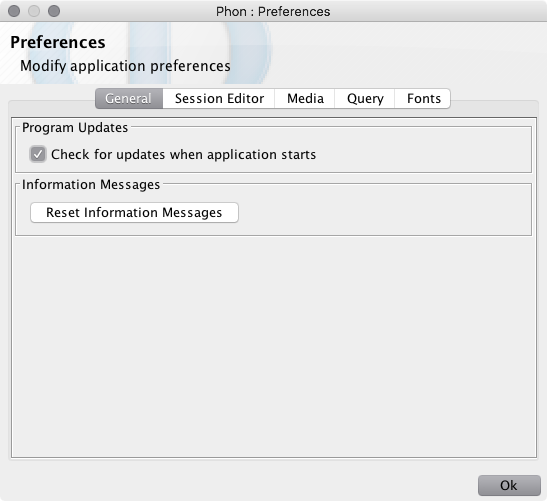 Phon : Preferences
Preferences
Modify application preferences
General Session Editor Media Query Fonts
Program Updates
Check for updates when application starts
Information Messages
Reset Information Messages
Ok